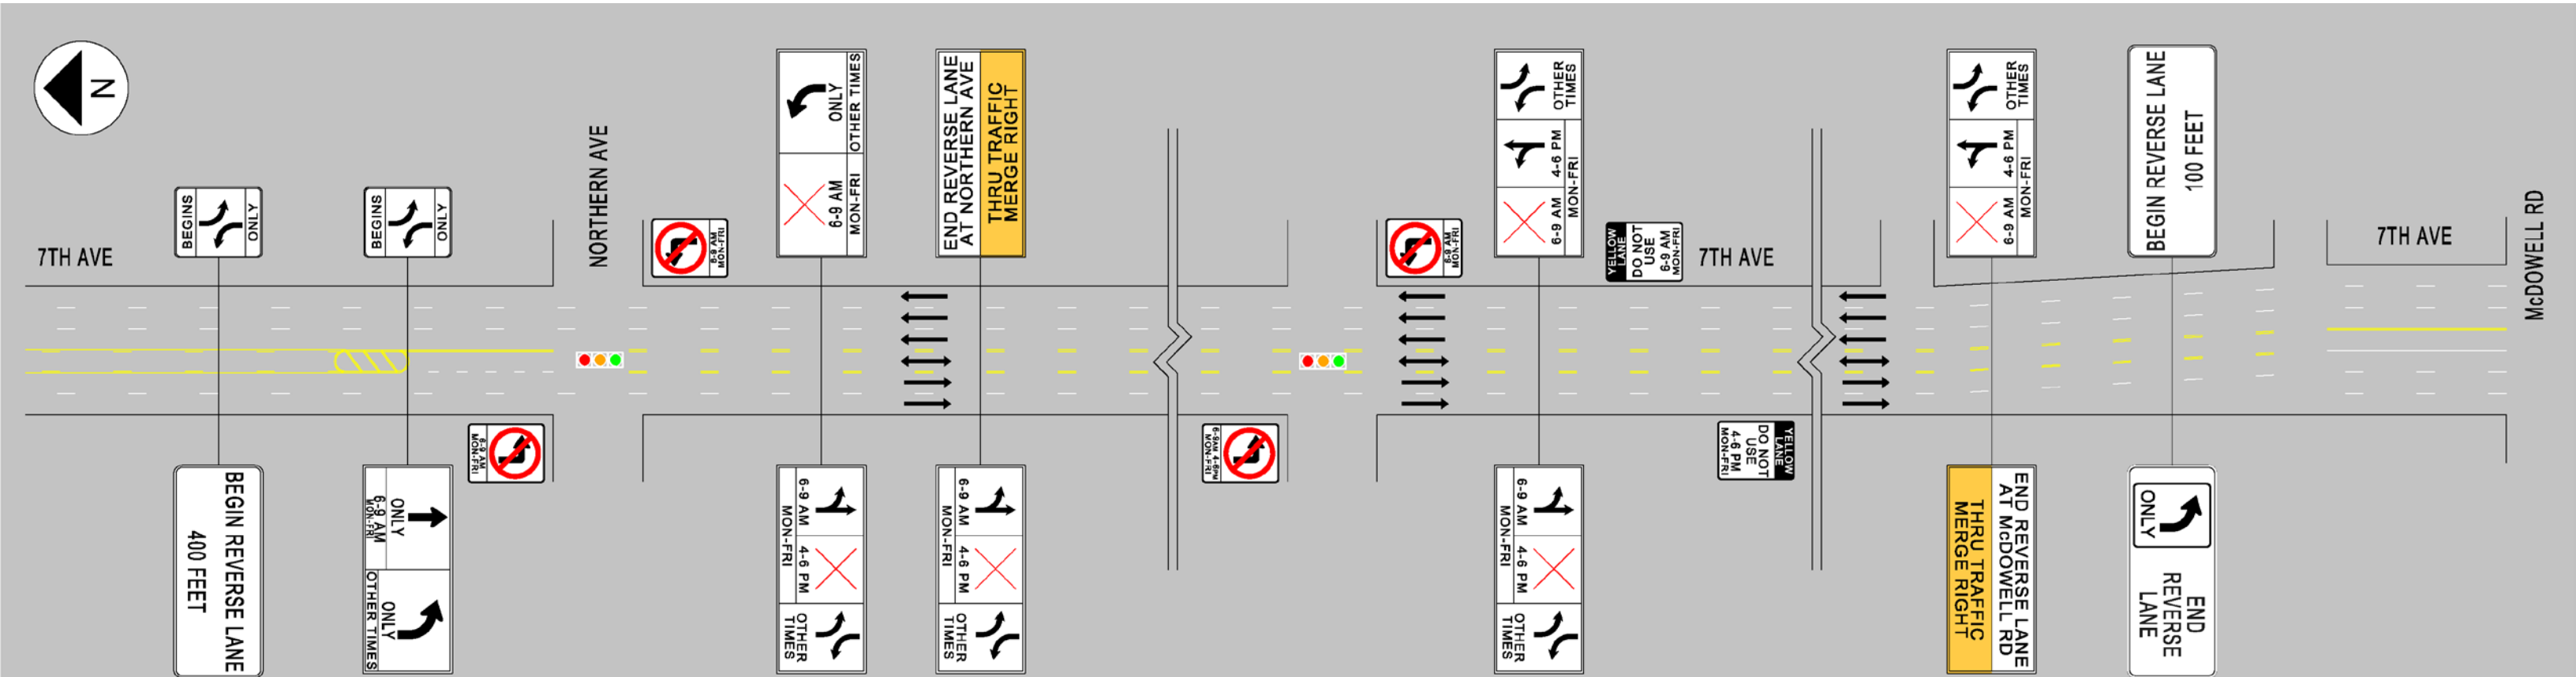 N
7TH AVE
BEGINS
ONLY
BEGINS
ONLY
NORTHERN AVE
6-9 AM
MON-FRI
ONLY
OTHER TIMES
6-9 AM
MON-FRI
END REVERSE LANE
AT NORTHERN AVE
THRU TRAFFIC
MERGE RIGHT
6-9 AM
MON-FRI
OTHER
TIMES
4-6 PM
6-9 AM
MON-FRI
YELLOW
LANE
DO NOT
USE
6-9 AM
MON-FRI
7TH AVE
OTHER
TIMES
4-6 PM
6-9 AM
MON-FRI
BEGIN REVERSE LANE
100 FEET
7TH AVE
McDOWELL RD
BEGIN REVERSE LANE
400 FEET
ONLY
6-9 AM
MON-FRI
ONLY
OTHER TIMES
6-9 AM
MON-FRI
6-9 AM
4-6 PM
MON-FRI
OTHER
TIMES
6-9 AM
4-6 PM
MON-FRI
OTHER
TIMES
6-9AM 4-6PM
MON-FRI
6-9 AM
4-6 PM
MON-FRI
OTHER
TIMES
YELLOW
LANE
DO NOT
USE
4-6 PM
MON-FRI
END REVERSE LANE
AT McDOWELL RD
THRU TRAFFIC
MERGE RIGHT
ONLY
END
REVERSE
LANE